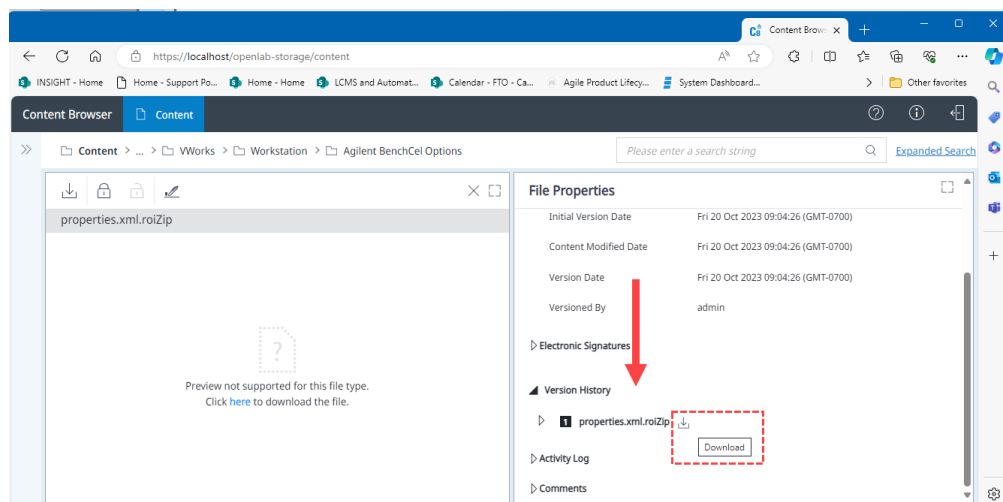 Content Brows
https://localhost/openlab-storage/content
INSIGHT - Home Home - Support Po... Home - Home LCMS and Automat... Calendar - FTO - Ca... Agile Product Lifecy... System Dashboard... Other favorites
Content Browser Content
Content > ... > VWorks > Workstation > Agilent BenchCel Options Please enter a search string Expanded Search
properties.xml.roiZip
Preview not supported for this file type.
Click here to download the file.
File Properties
Initial Version Date Fri 20 Oct 2023 09:04:26 (GMT-0700)
Content Modified Date Fri 20 Oct 2023 09:04:26 (GMT-0700)
Version Date Fri 20 Oct 2023 09:04:26 (GMT-0700)
Versioned By admin
Electronic Signatures
Version History
1 properties.xml.roiZip
Download
Activity Log
Comments